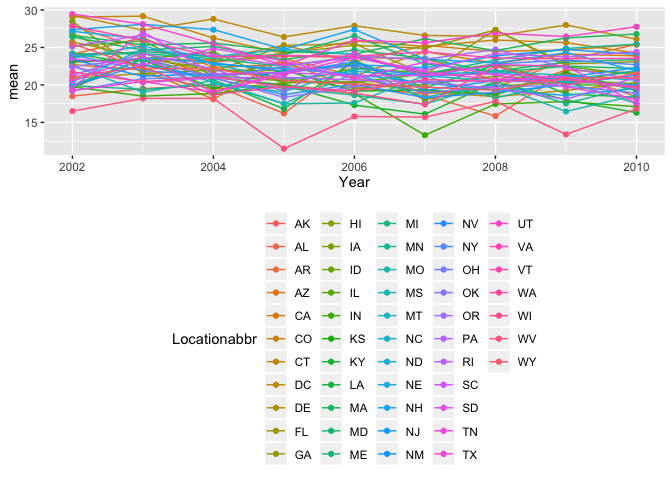 30
25
20
15
mean
2002 2004 2006 2008 2010
Year
Locationabbr
AK HI MI NV UT
AL IA MN NY VA
AR ID MO OH VT
AZ IL MS OK WA
CA IN MT OR WI
CO KS NC PA WV
CT KY ND RI WY
DC LA NE SC
DE MA NH SD
FL MD NJ TN
GA ME NM TX